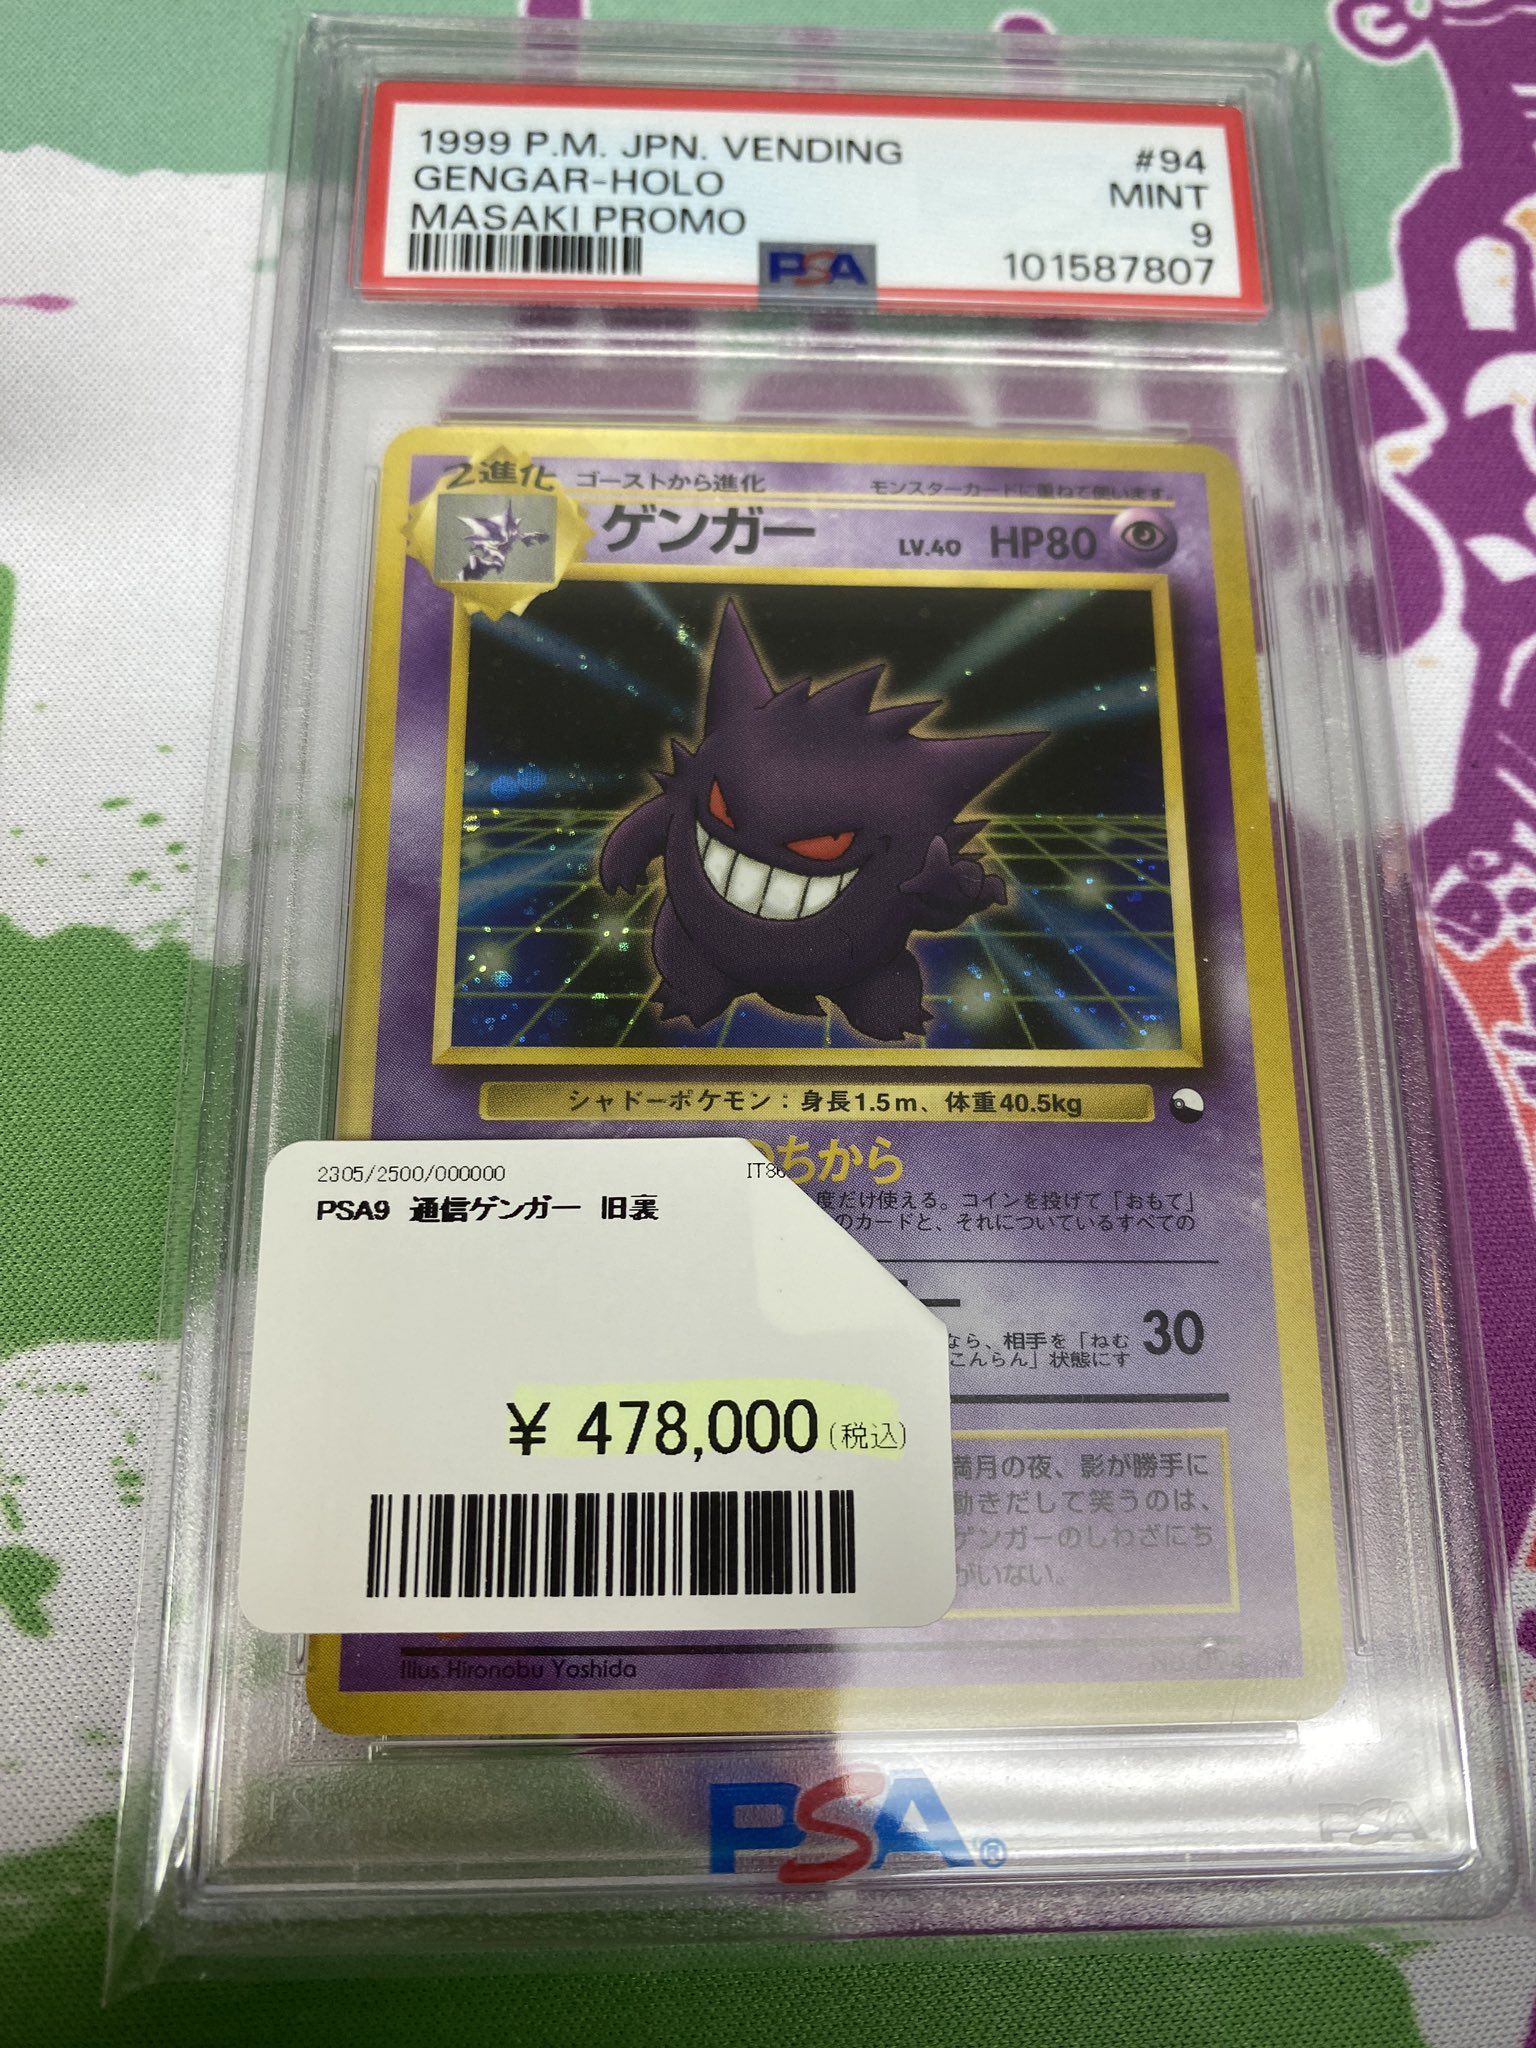 1999 P.M. JPN. VENDING #94
GENGAR-HOLO MINT
MASAKI PROMO 9
PSA 101587807
2進化 ゴーストから進化 モンスターカードに重ねて使います。
ゲンガー LV.40 HP80
シャドーポケモン：身長1.5m、体重40.5kg
のちから
度だけ使える。コインを投げて「おもて」
のカードと、それについているすべての
なら、相手を「ねむ 30
こんらん」状態にす
満月の夜、影が勝手に
動きだして笑うのは、
ゲンガーのしわざにち
がいない。
2305/2500/000000
PSA9 通信ゲンガー 旧裏
¥ 478,000(税込)
Illus.Hironobu Yoshida
PSA®
PSA